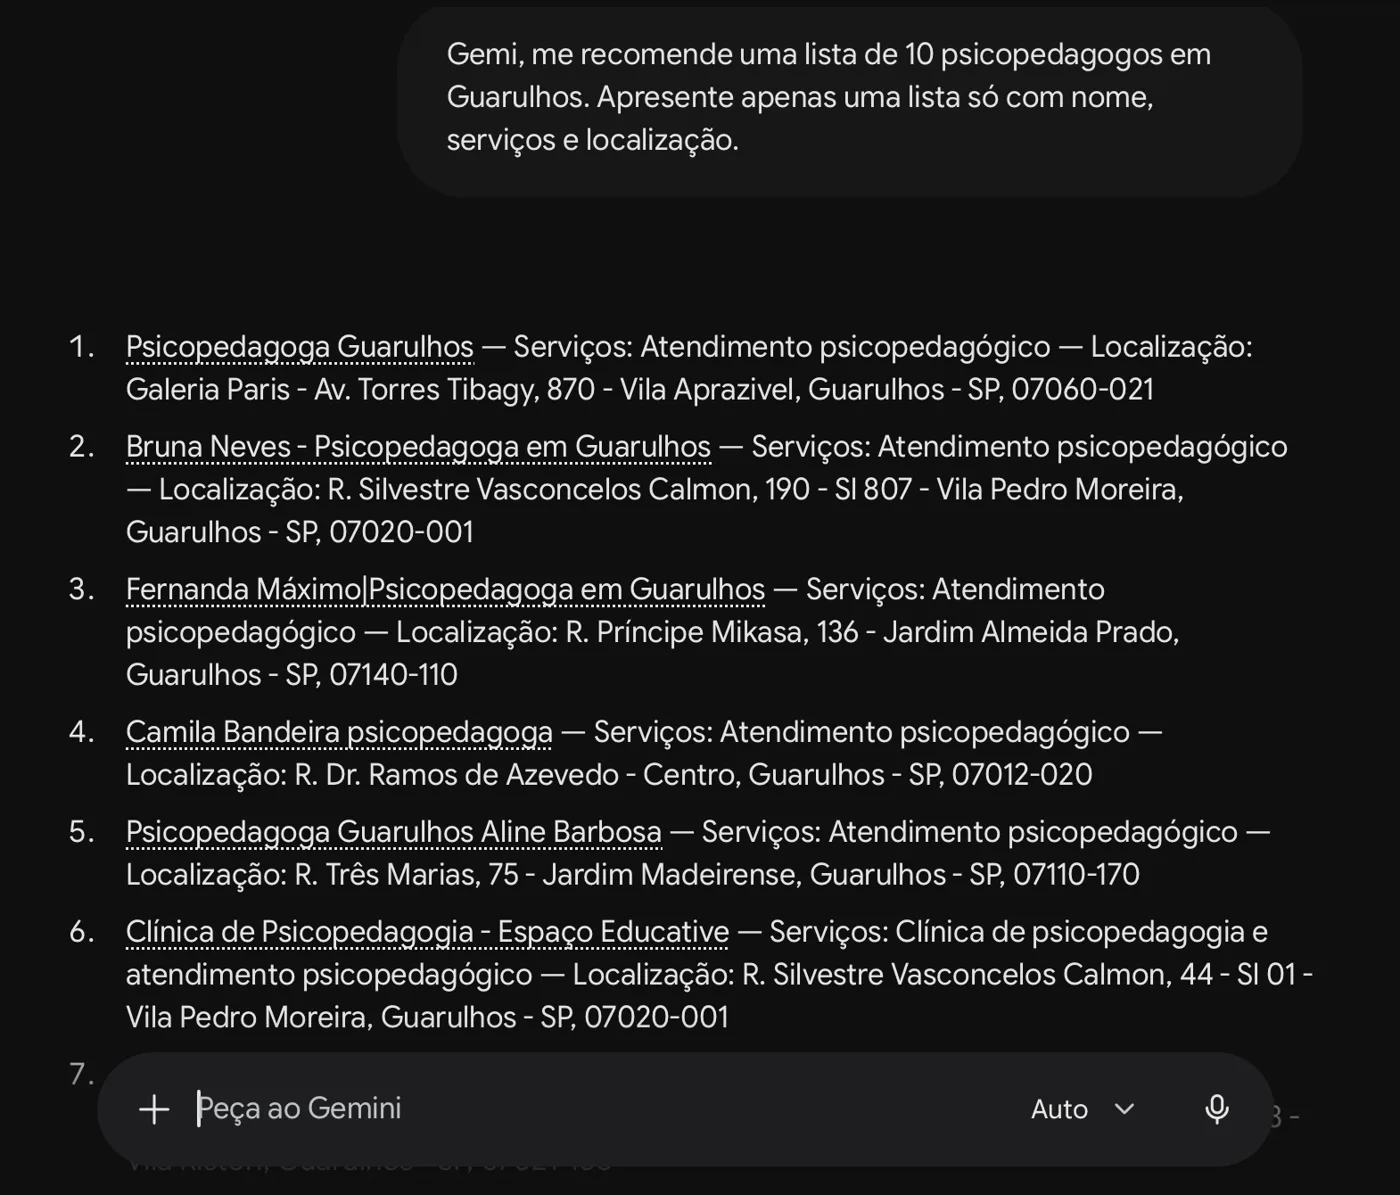 Gemi, me recomende uma lista de 10 psicopedagogos em
Guarulhos. Apresente apenas uma lista só com nome,
serviços e localização.
1. Psicopedagoga Guarulhos — Serviços: Atendimento psicopedagógico — Localização:
Galeria Paris - Av. Torres Tibagy, 870 - Vila Aprazivel, Guarulhos - SP, 07060-021
2. Bruna Neves - Psicopedagoga em Guarulhos — Serviços: Atendimento psicopedagógico
— Localização: R. Silvestre Vasconcelos Calmon, 190 - Sl 807 - Vila Pedro Moreira,
Guarulhos - SP, 07020-001
3. Fernanda Máximo|Psicopedagoga em Guarulhos — Serviços: Atendimento
psicopedagógico — Localização: R. Príncipe Mikasa, 136 - Jardim Almeida Prado,
Guarulhos - SP, 07140-110
4. Camila Bandeira psicopedagoga — Serviços: Atendimento psicopedagógico —
Localização: R. Dr. Ramos de Azevedo - Centro, Guarulhos - SP, 07012-020
5. Psicopedagoga Guarulhos Aline Barbosa — Serviços: Atendimento psicopedagógico —
Localização: R. Três Marias, 75 - Jardim Madeirense, Guarulhos - SP, 07110-170
6. Clínica de Psicopedagogia - Espaço Educative — Serviços: Clínica de psicopedagogia e
atendimento psicopedagógico — Localização: R. Silvestre Vasconcelos Calmon, 44 - Sl 01 -
Vila Pedro Moreira, Guarulhos - SP, 07020-001
7.
Peça ao Gemini Auto